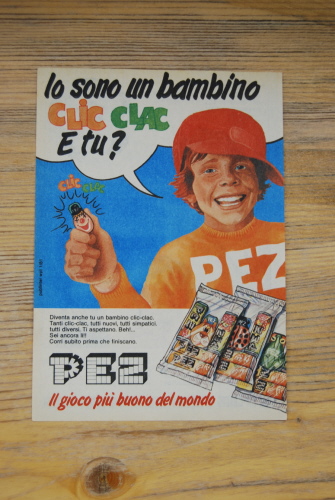 Io sono un bambino
CLIC CLAC
E tu?
CLIC CLAC
PEZ
Diventa anche tu un bambino clic-clac.
Tanti clic-clac, tutti nuovi, tutti simpatici,
tutti diversi. Ti aspettano. Beh!...
Sei ancora lì!
Corri subito prima che finiscano.
PEZ
Il gioco più buono del mondo